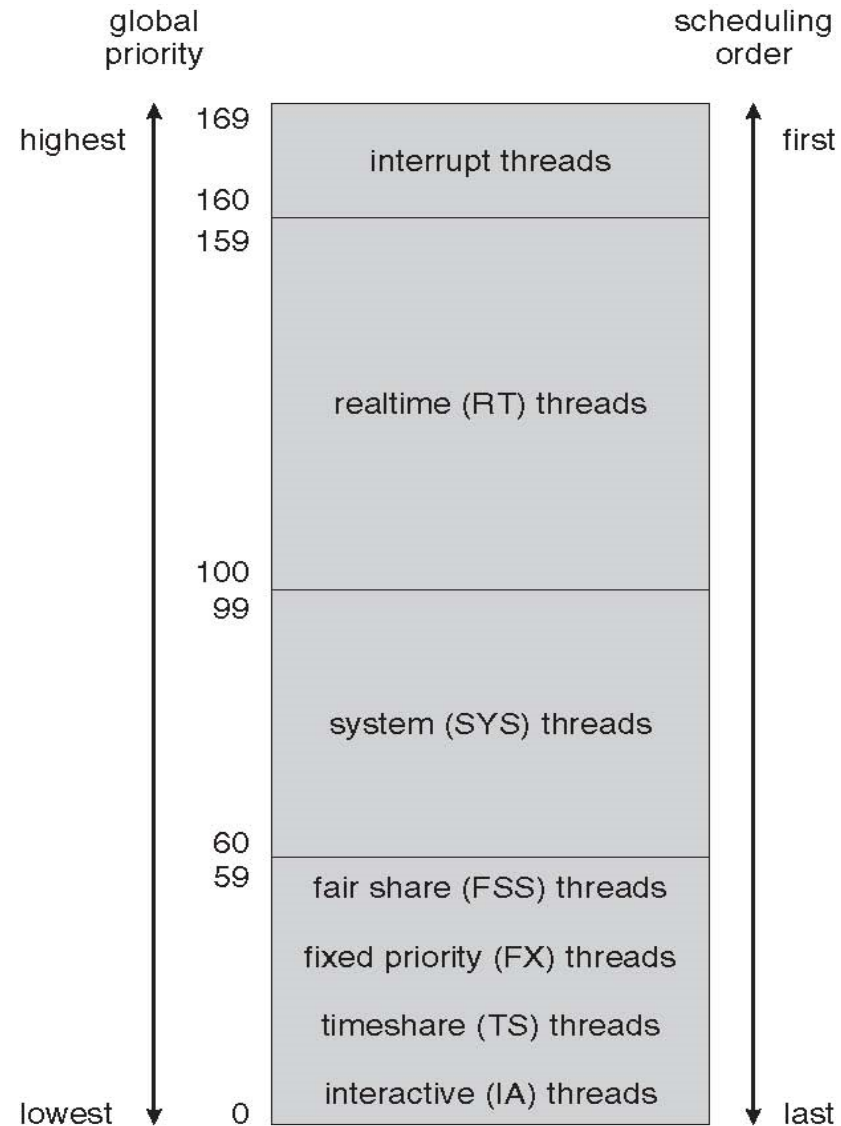 global
priority
scheduling
order
highest
169
interrupt threads
first
160
159
realtime (RT) threads
100
99
system (SYS) threads
60
59
fair share (FSS) threads
fixed priority (FX) threads
timeshare (TS) threads
interactive (IA) threads
lowest
0
last